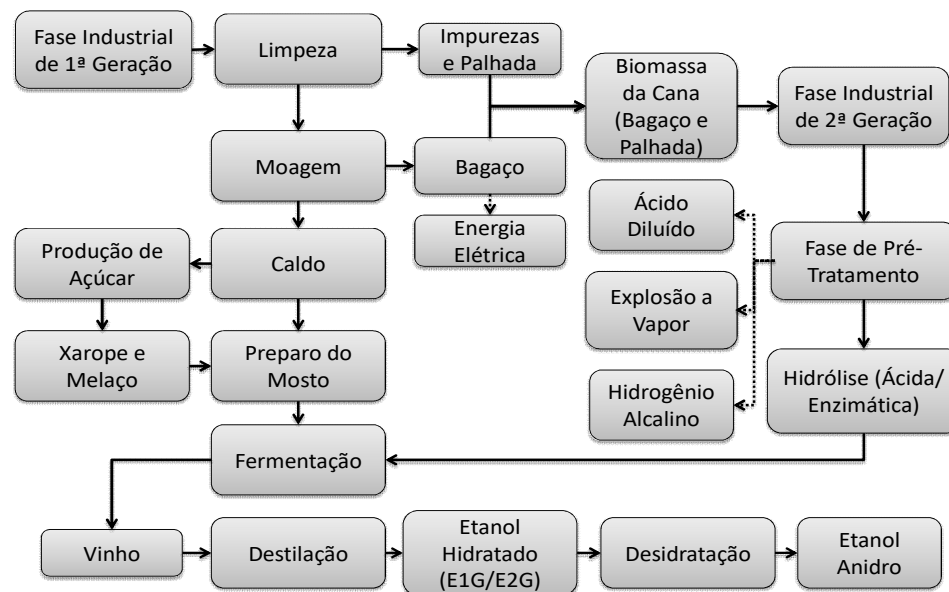 Fase Industrial
de 1ª Geração
Limpeza
Impurezas
e Palhada
Biomassa
da Cana
(Bagaço e
Palhada)
Fase Industrial
de 2ª Geração
Moagem
Bagaço
Energia
Elétrica
Ácido
Diluído
Fase de Pré-
Tratamento
Produção de
Açúcar
Caldo
Explosão a
Vapor
Xarope e
Melaço
Preparo do
Mosto
Hidrogênio
Alcalino
Hidrólise (Ácida/
Enzimática)
Fermentação
Vinho
Destilação
Etanol
Hidratado
(E1G/E2G)
Desidratação
Etanol
Anidro